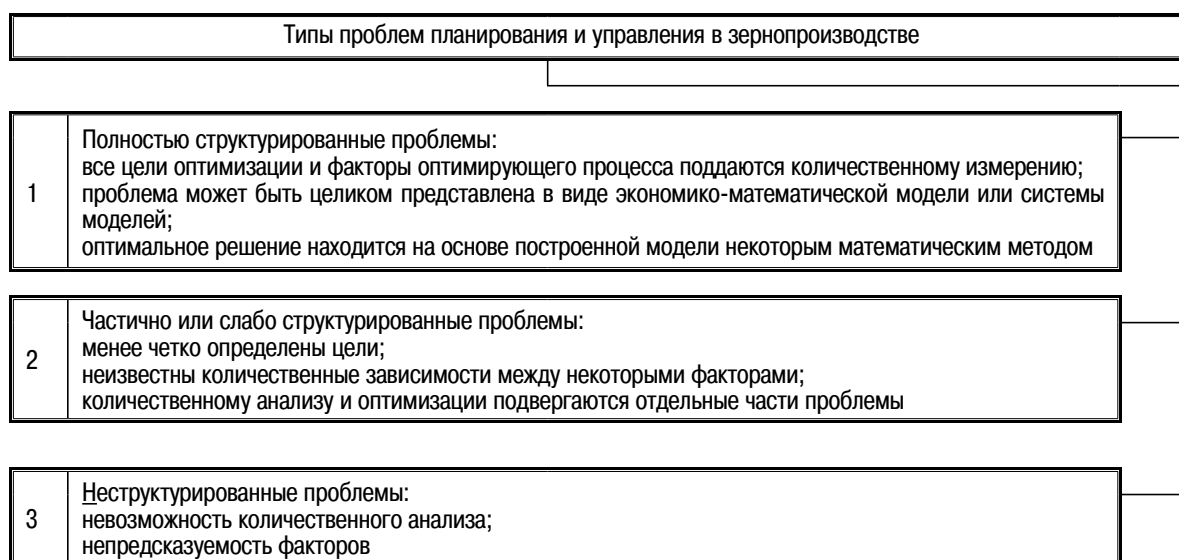 Типы проблем планирования и управления в зернопроизводстве
Полностью структурированные проблемы:
все цели оптимизации и факторы оптимирующего процесса поддаются количественному измерению;
1
проблема может быть целиком представлена в виде экономико-математической модели или системы
моделей;
оптимальное решение находится на основе построенной модели некоторым математическим методом
Частично или слабо структурированные проблемы:
менее четко определены цели;
2
неизвестны количественные зависимости между некоторыми факторами;
количественному анализу и оптимизации подвергаются отдельные части проблемы
Неструктурированные проблемы:
3
невозможность количественного анализа;
непредсказуемость факторов